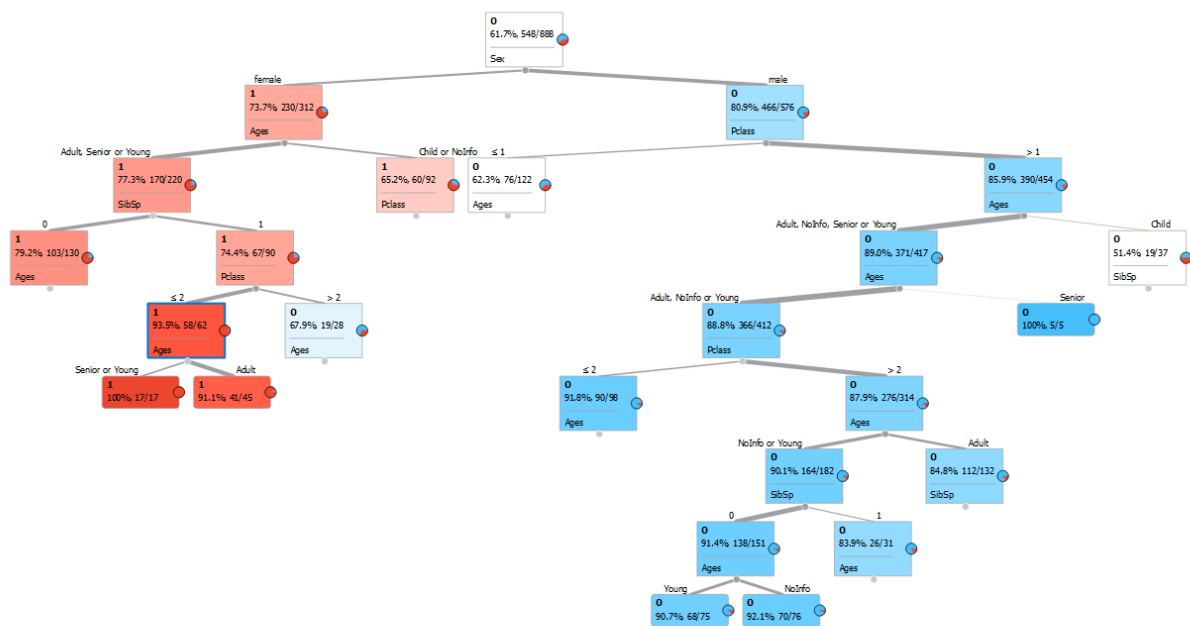 0
61.7%, 548/888
Sex
female
male
1
73.7%, 230/312
Ages
0
80.9%, 466/576
Pclass
Adult, Senior or Young
Child or NoInfo
≤ 1
> 1
1
77.3%, 170/220
SibSp
1
65.2%, 60/92
Pclass
0
62.3%, 76/122
Ages
0
85.9%, 390/454
Ages
0
1
Adult, NoInfo, Senior or Young
Child
1
79.2%, 103/130
Ages
1
74.4%, 67/90
Pclass
0
89.0%, 371/417
Ages
0
51.4%, 19/37
SibSp
≤ 2
> 2
Adult, NoInfo or Young
Senior
1
93.5%, 58/62
Ages
0
67.9%, 19/28
Ages
0
88.8%, 366/412
Pclass
0
100%, 5/5
Senior or Young
Adult
≤ 2
> 2
1
100%, 17/17
1
91.1%, 41/45
0
91.8%, 90/98
Ages
0
87.9%, 276/314
Ages
NoInfo or Young
Adult
0
90.1%, 164/182
SibSp
0
84.8%, 112/132
SibSp
0
1
0
91.4%, 138/151
Ages
0
83.9%, 26/31
Ages
Young
NoInfo
0
90.7%, 68/75
0
92.1%, 70/76